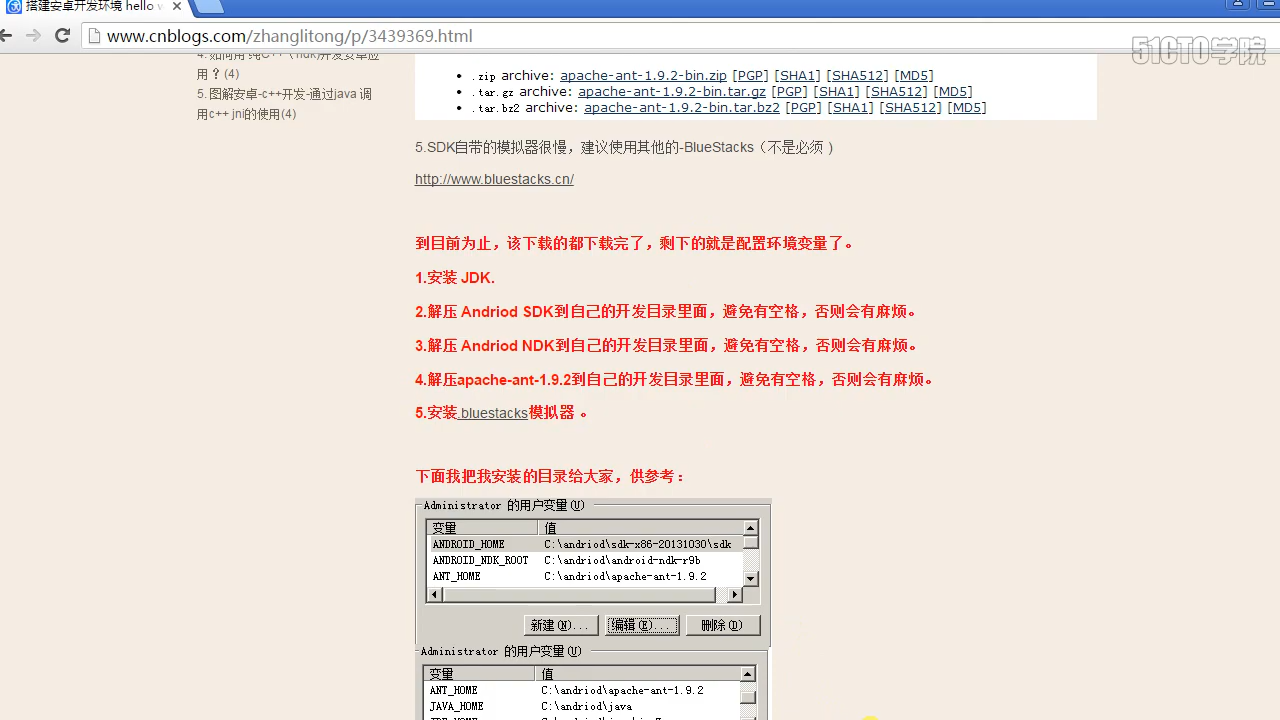 搭建安卓开发环境 hello w
www.cnblogs.com/zhanglitong/p/3439369.html
51CTO学院
4. 如何用 纯C++（ndk)开发安卓应
用？(4)
5. 图解安卓-c++开发-通过java 调
用c++ jni的使用(4)
.zip archive: apache-ant-1.9.2-bin.zip [PGP] [SHA1] [SHA512] [MD5]
.tar.gz archive: apache-ant-1.9.2-bin.tar.gz [PGP] [SHA1] [SHA512] [MD5]
.tar.bz2 archive: apache-ant-1.9.2-bin.tar.bz2 [PGP] [SHA1] [SHA512] [MD5]
5.SDK自带的模拟器很慢，建议使用其他的-BlueStacks（不是必须 ）
http://www.bluestacks.cn/
到目前为止，该下载的都下载完了，剩下的就是配置环境变量了。
1.安装 JDK.
2.解压 Andriod SDK到自己的开发目录里面，避免有空格，否则会有麻烦。
3.解压 Andriod NDK到自己的开发目录里面，避免有空格，否则会有麻烦。
4.解压apache-ant-1.9.2到自己的开发目录里面，避免有空格，否则会有麻烦。
5.安装.bluestacks模拟器 。
下面我把我安装的目录给大家，供参考：
Administrator 的用户变量(U)
变量 值
ANDROID_HOME C:\andriod\sdk-x86-20131030\sdk
ANDROID_NDK_ROOT C:\andriod\android-ndk-r9b
ANT_HOME C:\andriod\apache-ant-1.9.2
新建(N)... 编辑(E)... 删除(D)
Administrator 的用户变量(U)
变量 值
ANT_HOME C:\andriod\apache-ant-1.9.2
JAVA_HOME C:\andriod\java